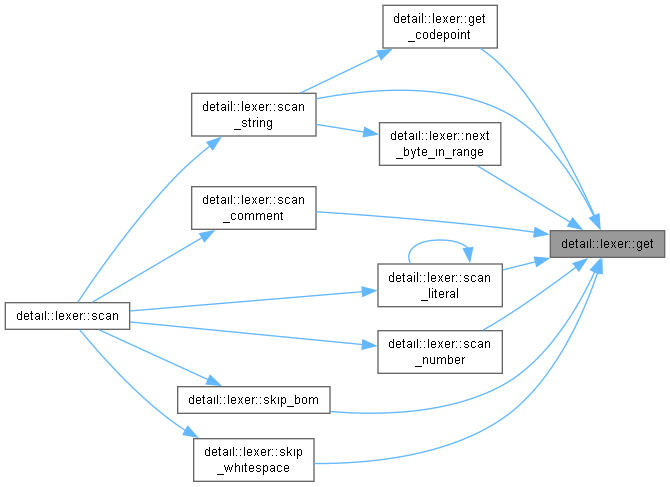 detail::lexer::get
_codepoint
detail::lexer::scan
_string
detail::lexer::next
_byte_in_range
detail::lexer::scan
_comment
detail::lexer::get
detail::lexer::scan
_literal
detail::lexer::scan
detail::lexer::scan
_number
detail::lexer::skip_bom
detail::lexer::skip
_whitespace